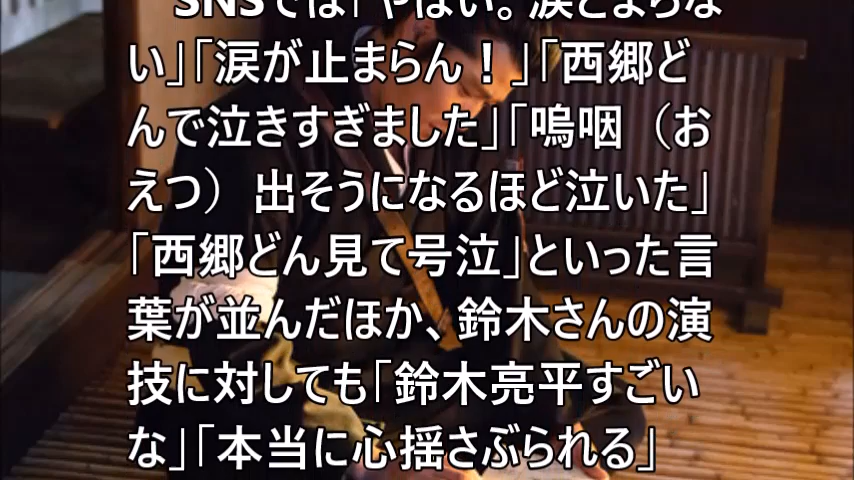 SNSでは「やばい。涙とまらな
い」「涙が止まらん！」「西郷ど
んで泣きすぎました」「嗚咽（お
えつ） 出そうになるほど泣いた」
「西郷どん見て号泣」といった言
葉が並んだほか、鈴木さんの演
技に対しても「鈴木亮平すごい
な」「本当に心揺さぶられる」